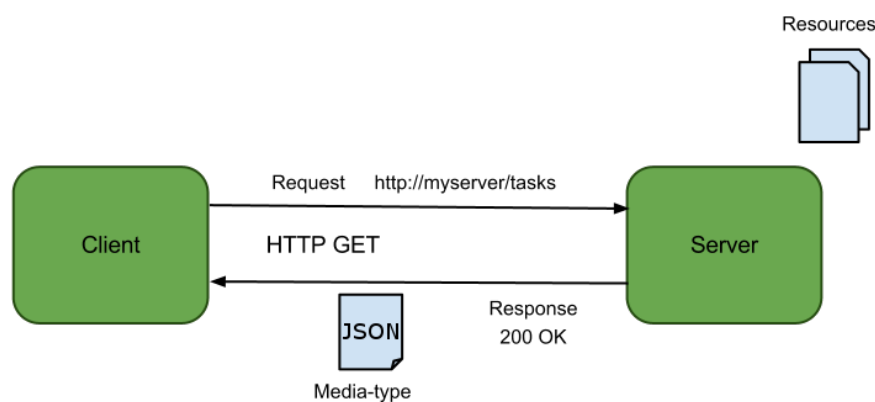 Resources
Request http://myserver/tasks
Client
HTTP GET
Server
Response
200 OK
JSON
Media-type